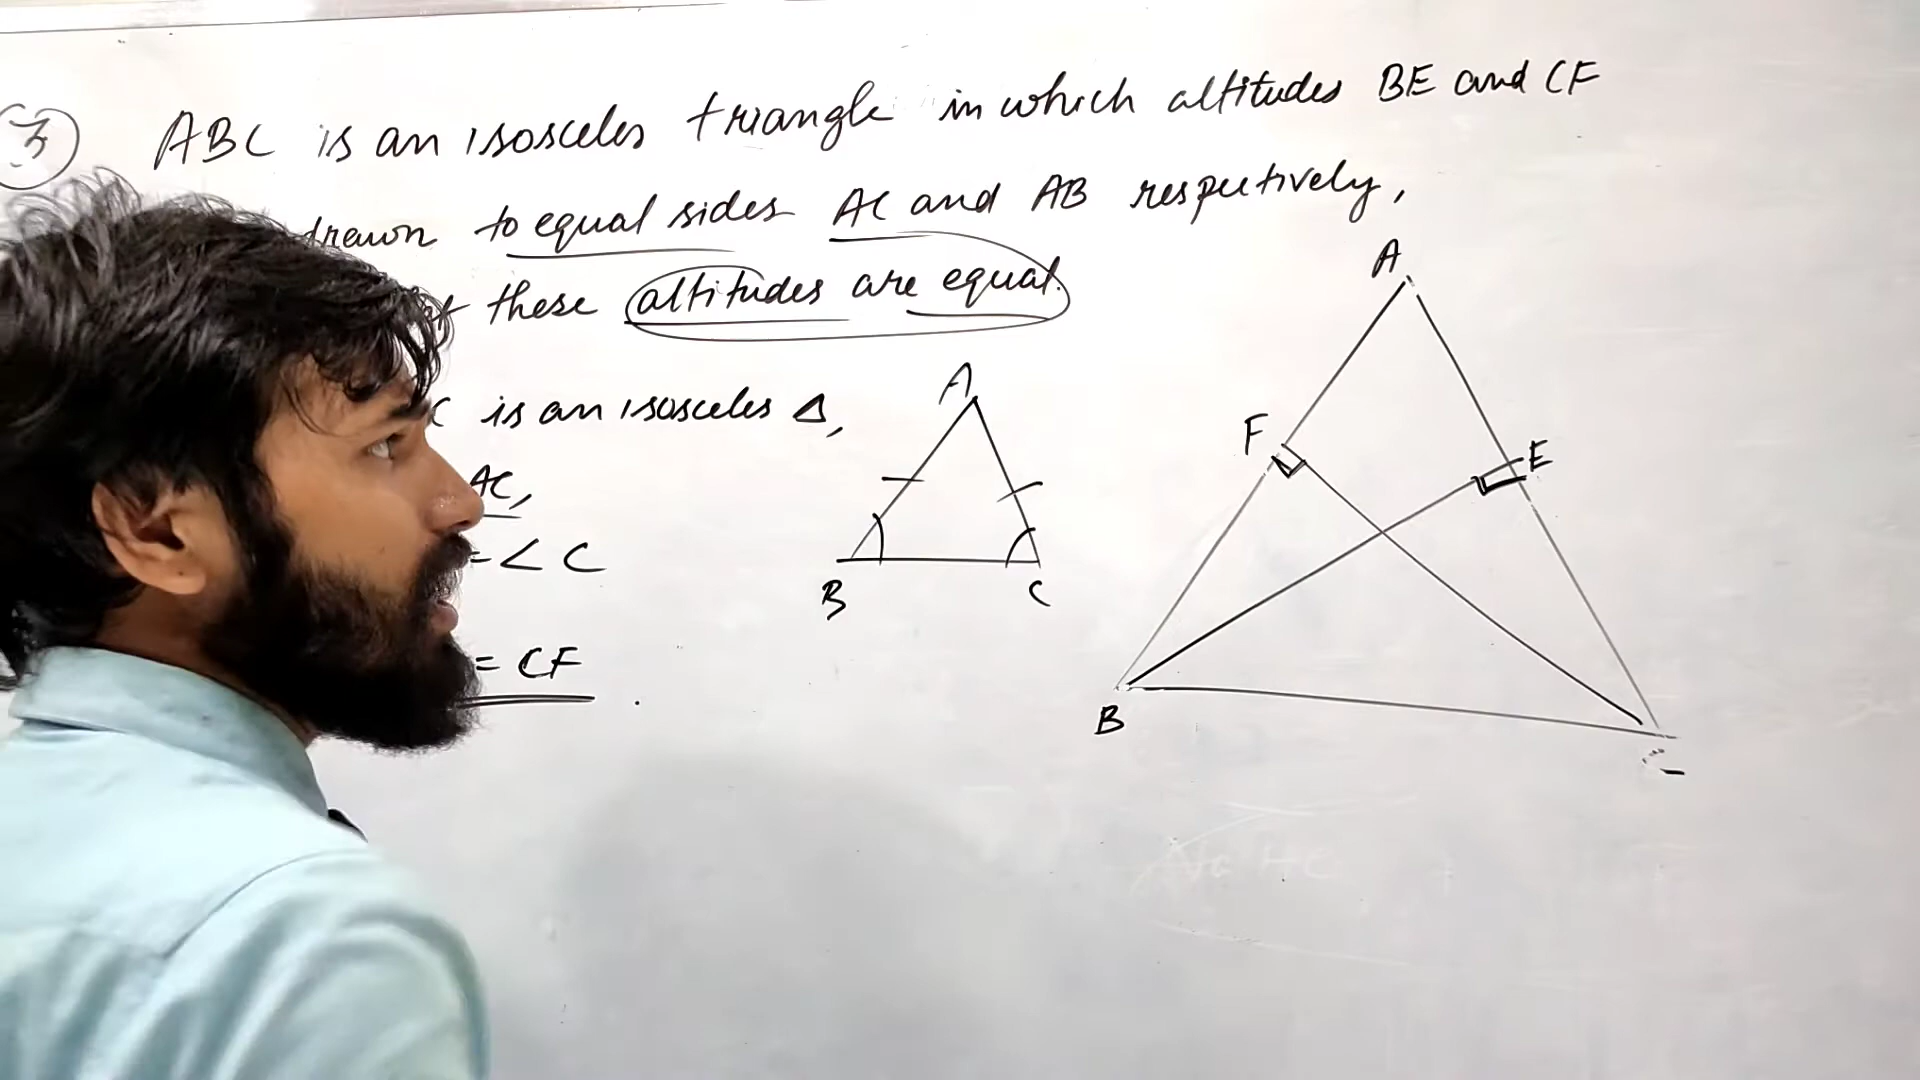 3 ABC is an isosceles triangle in which altitudes BE and CF
drawn to equal sides AC and AB respectively,
these altitudes are equal.
C is an isosceles Δ,
AC,
= ∠ C
= CF
A
B C
A
F E
B
C